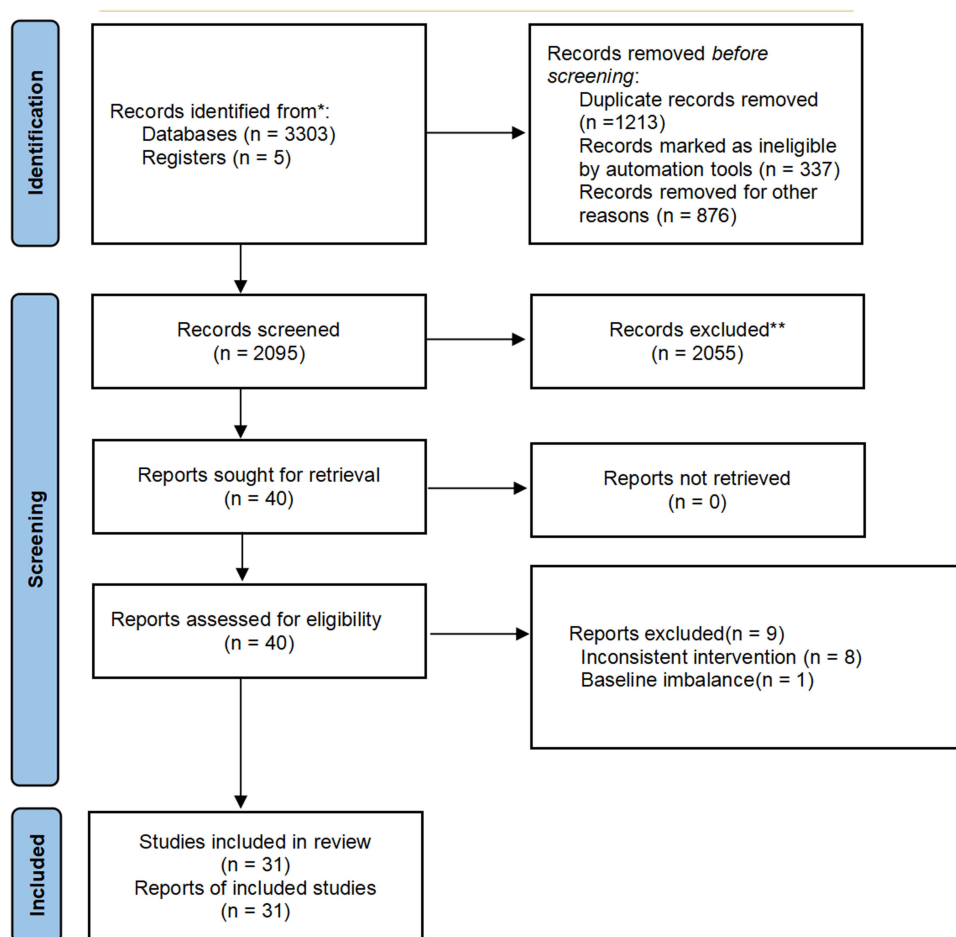 Identification
Records identified from*:
Databases (n = 3303)
Registers (n = 5)
Records removed before
screening:
Duplicate records removed
(n =1213)
Records marked as ineligible
by automation tools (n = 337)
Records removed for other
reasons (n = 876)
Screening
Records screened
(n = 2095)
Records excluded**
(n = 2055)
Reports sought for retrieval
(n = 40)
Reports not retrieved
(n = 0)
Reports assessed for eligibility
(n = 40)
Reports excluded(n = 9)
Inconsistent intervention (n = 8)
Baseline imbalance(n = 1)
Included
Studies included in review
(n = 31)
Reports of included studies
(n = 31)